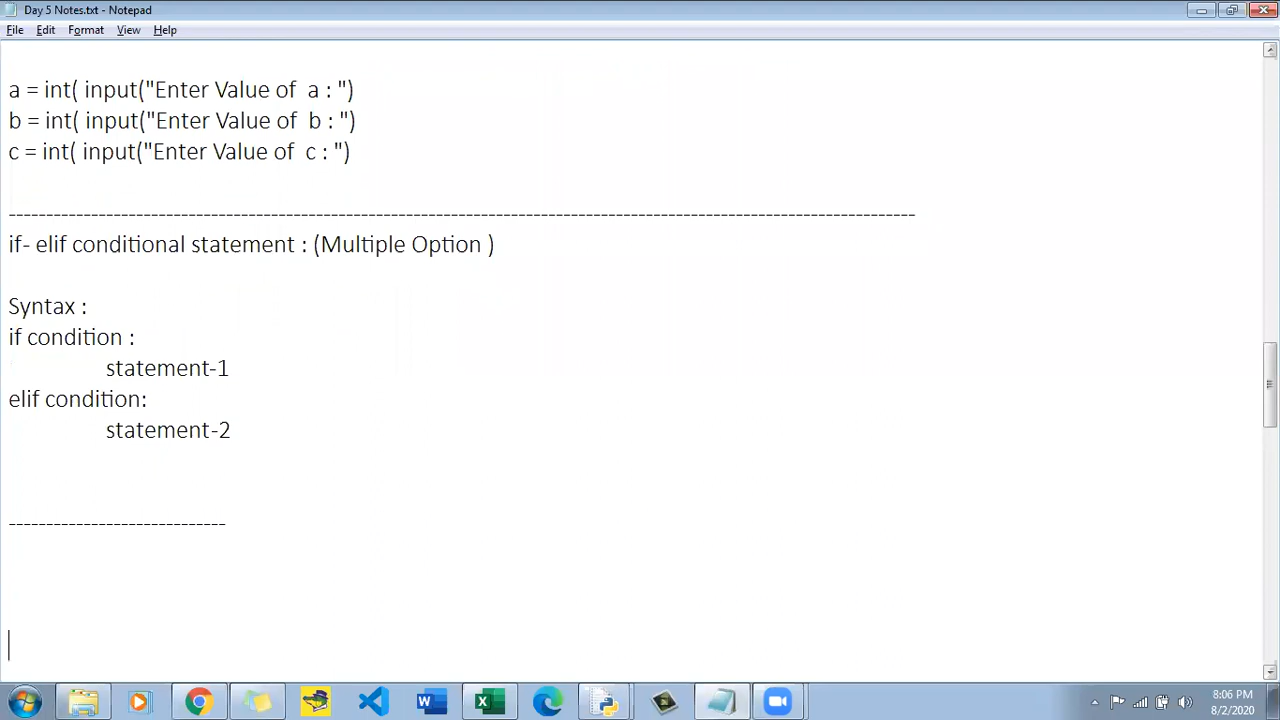 Day 5 Notes.txt - Notepad
File Edit Format View Help
a = int( input("Enter Value of  a : ")
b = int( input("Enter Value of  b : ")
c = int( input("Enter Value of  c : ")
-------------------------------------------------------------------------------------------------------------------------
if- elif conditional statement : (Multiple Option )
Syntax :
if condition :
statement-1
elif condition:
statement-2
-----------------------------
8:06 PM
8/2/2020